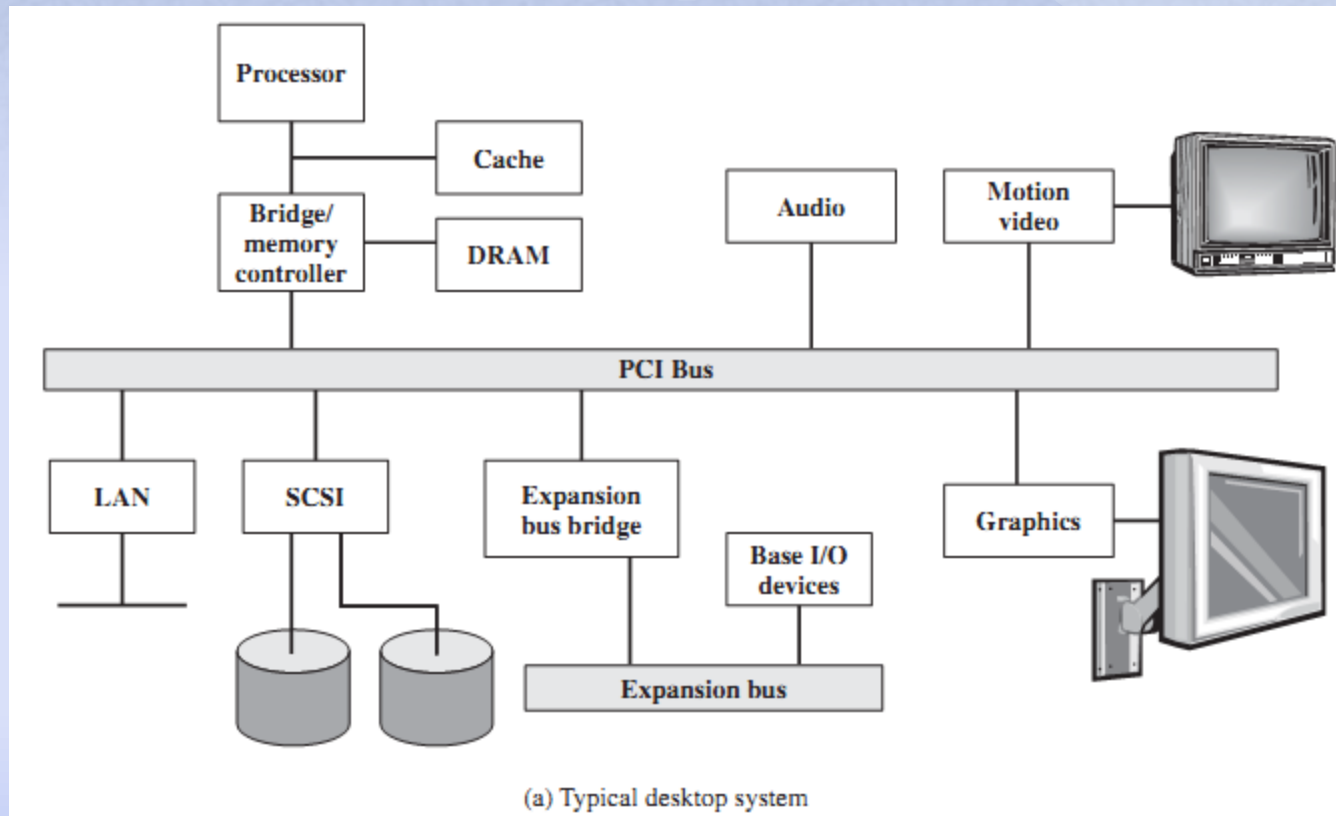 Processor
Cache
Bridge/
memory
controller
DRAM
Audio
Motion
video
PCI Bus
LAN
SCSI
Expansion
bus bridge
Base I/O
devices
Graphics
Expansion bus
(a) Typical desktop system